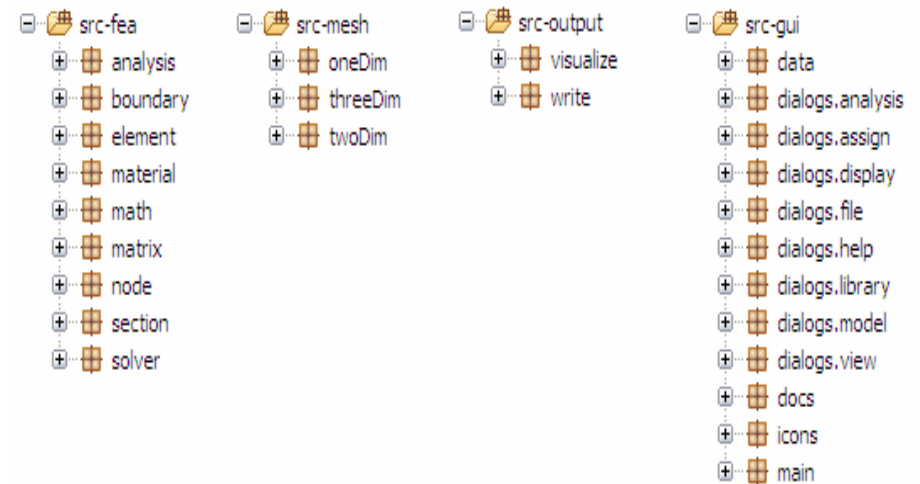 src-fea
analysis
boundary
element
material
math
matrix
node
section
solver
src-mesh
oneDim
threeDim
twoDim
src-output
visualize
write
src-gui
data
dialogs.analysis
dialogs.assign
dialogs.display
dialogs.file
dialogs.help
dialogs.library
dialogs.model
dialogs.view
docs
icons
main